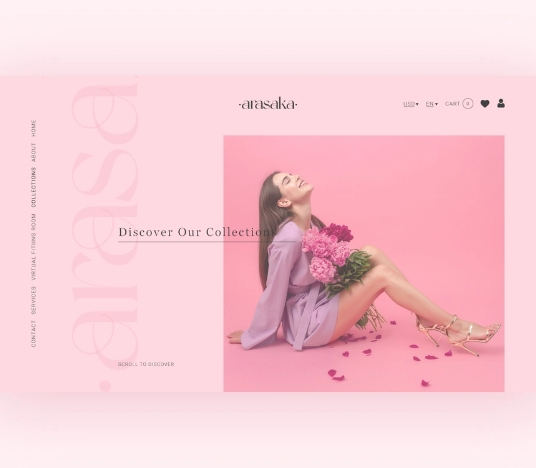 ·arasaka·
USD ▾ EN ▾ CART 0
·arasa
HOME
ABOUT
COLLECTIONS
VIRTUAL FITTING ROOM
SERVICES
CONTACT
Discover Our Collection
SCROLL TO DISCOVER